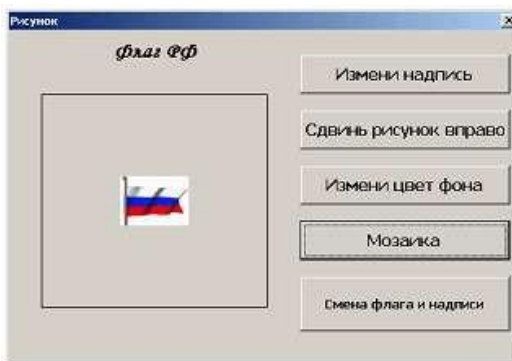 Рисунок
Флаг РФ
Измени надпись
Сдвинь рисунок вправо
Измени цвет фона
Мозаика
Смена флага и надписи